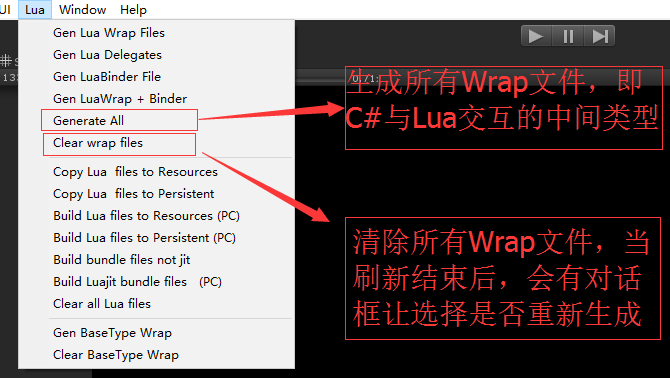 UI Lua Window Help
Gen Lua Wrap Files
Gen Lua Delegates
Gen LuaBinder File
Gen LuaWrap + Binder
Generate All
Clear wrap files
Copy Lua files to Resources
Copy Lua files to Persistent
Build Lua files to Resources (PC)
Build Lua files to Persistent (PC)
Build bundle files not jit
Build Luajit bundle files (PC)
Clear all Lua files
Gen BaseType Wrap
Clear BaseType Wrap
生成所有Wrap文件，即
C#与Lua交互的中间类型
清除所有Wrap文件，当
刷新结束后，会有对话
框让选择是否重新生成